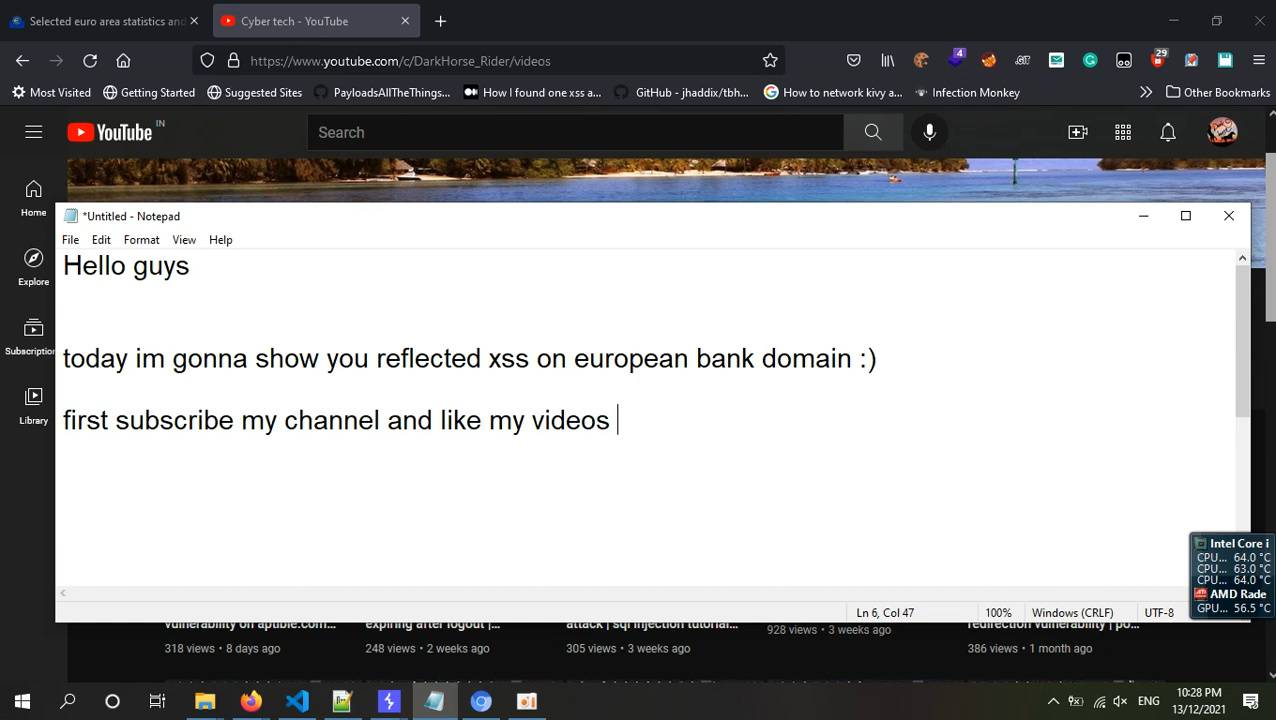 Selected euro area statistics and
Cyber tech - YouTube
https://www.youtube.com/c/DarkHorse_Rider/videos
4
29
Most Visited
Getting Started
Suggested Sites
PayloadsAllTheThings...
How I found one xss a...
GitHub - jhaddix/tbh...
How to network kivy a...
Infection Monkey
Other Bookmarks
YouTube IN
Search
Home
Explore
Subscription
Library
*Untitled - Notepad
File Edit Format View Help
Hello guys
today im gonna show you reflected xss on european bank domain :)
first subscribe my channel and like my videos
Ln 6, Col 47
100%
Windows (CRLF)
UTF-8
Intel Core i
CPU... 64.0 °C
CPU... 63.0 °C
CPU... 64.0 °C
AMD Rade
GPU... 56.5 °C
vulnerability on aptible.com...
318 views • 8 days ago
expiring after logout |...
248 views • 2 weeks ago
attack | sql injection tutorial...
305 views • 3 weeks ago
928 views • 3 weeks ago
redirection vulnerability | po...
386 views • 1 month ago
ENG
10:28 PM
13/12/2021